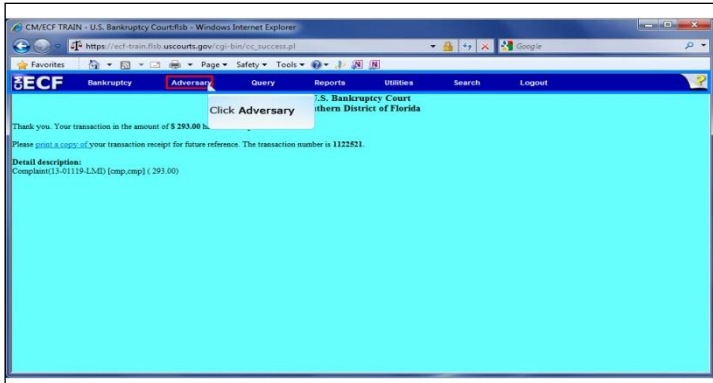 CM/ECF TRAIN - U.S. Bankruptcy Court:flsb - Windows Internet Explorer
https://ecf-train.flsb.uscourts.gov/cgi-bin/cc_success.pl
Google
Favorites Page Safety Tools
ECF Bankruptcy Adversary Query Reports Utilities Search Logout ?
U.S. Bankruptcy Court
thern District of Florida
Click Adversary
Thank you. Your transaction in the amount of $ 293.00
Please print a copy of your transaction receipt for future reference. The transaction number is 1122521.
Detail description:
Complaint(13-01119-LMI) [cmp,cmp] ( 293.00)